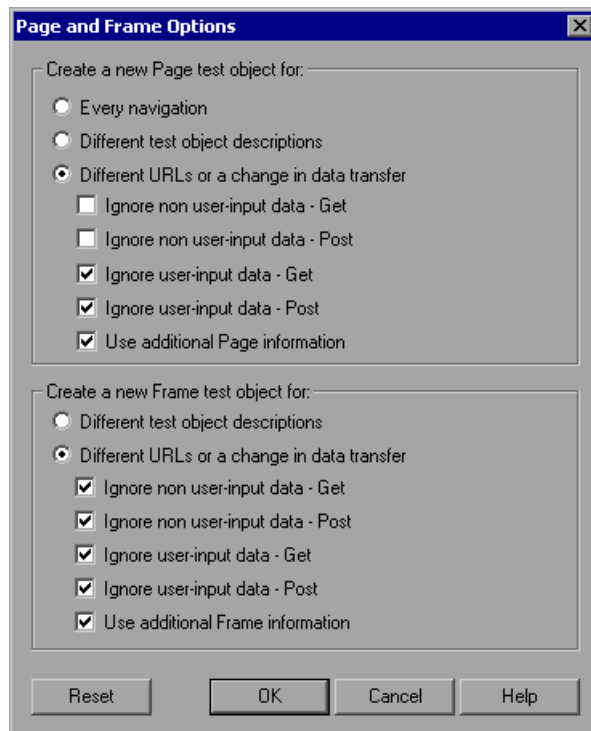 Page and Frame Options
Create a new Page test object for:
Every navigation
Different test object descriptions
Different URLs or a change in data transfer
Ignore non user-input data - Get
Ignore non user-input data - Post
Ignore user-input data - Get
Ignore user-input data - Post
Use additional Page information
Create a new Frame test object for:
Different test object descriptions
Different URLs or a change in data transfer
Ignore non user-input data - Get
Ignore non user-input data - Post
Ignore user-input data - Get
Ignore user-input data - Post
Use additional Frame information
Reset OK Cancel Help